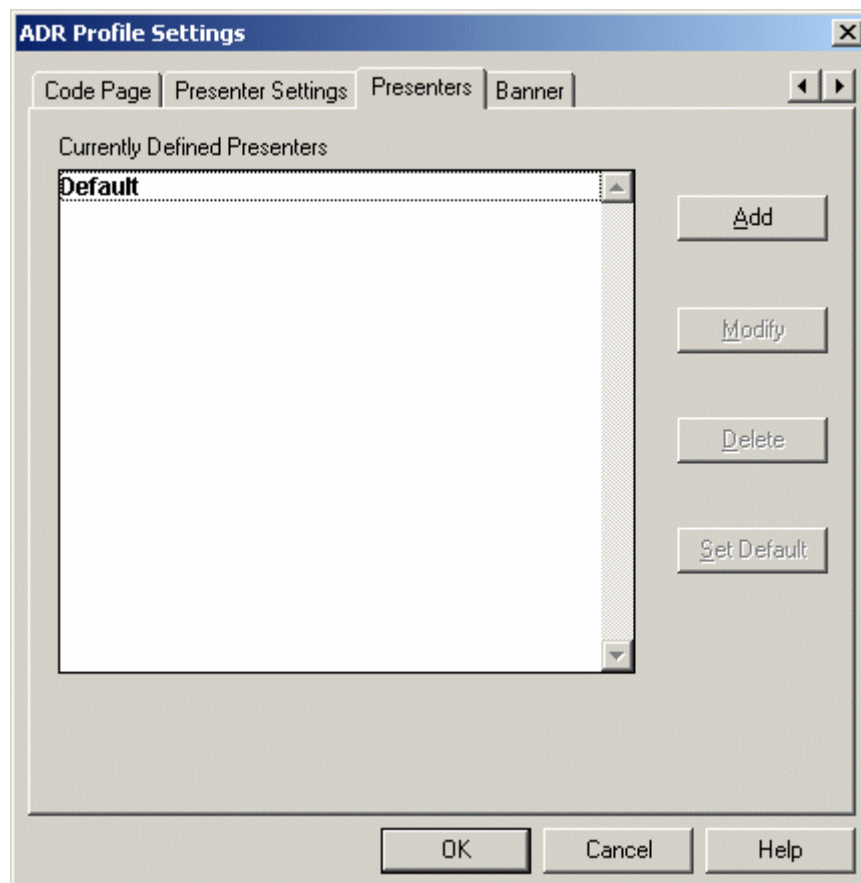 ADR Profile Settings
Code Page Presenter Settings Presenters Banner
Currently Defined Presenters
Default
Add
Modify
Delete
Set Default
OK Cancel Help